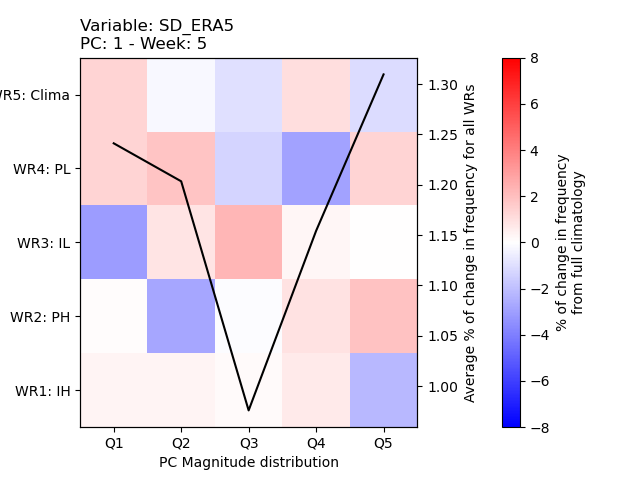 Variable: SD_ERA5
PC: 1 - Week: 5
WR5: Clima
WR4: PL
WR3: IL
WR2: PH
WR1: IH
Q1 Q2 Q3 Q4 Q5
PC Magnitude distribution
1.30
1.25
1.20
1.15
1.10
1.05
1.00
Average % of change in frequency for all WRs
8
6
4
2
0
−2
−4
−6
−8
% of change in frequency
from full climatology